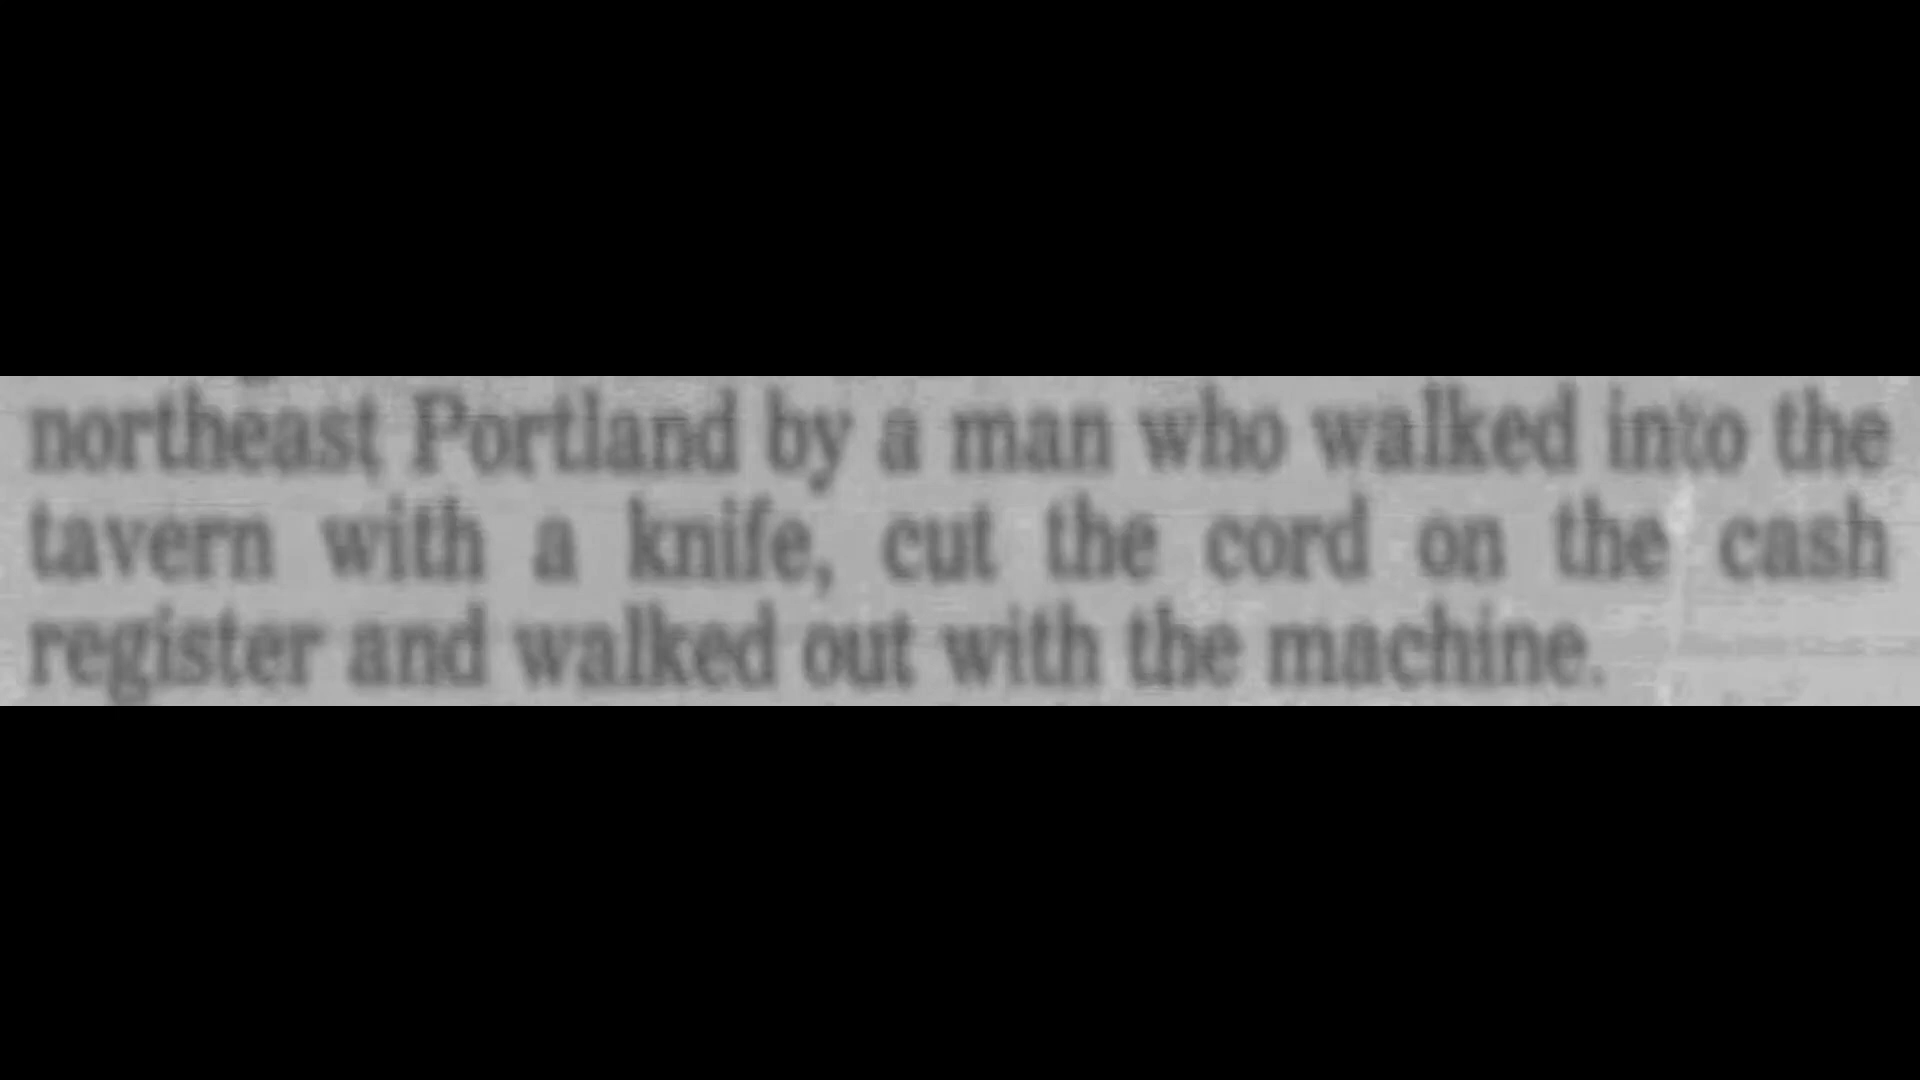 northeast Portland by a man who walked into the
tavern with a knife, cut the cord on the cash
register and walked out with the machine.